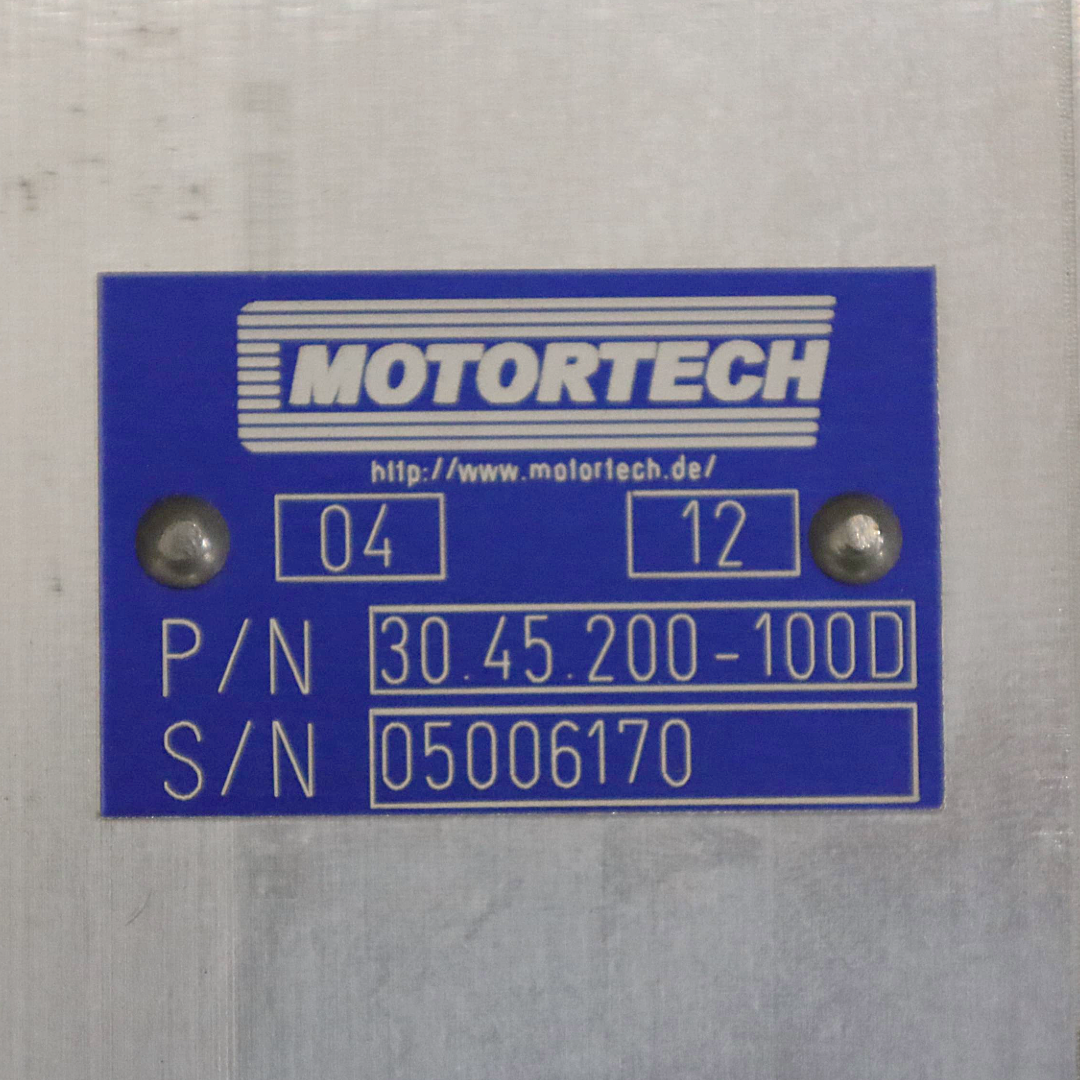 MOTORTECH
http://www.motortech.de/
04 12
P/N 30.45.200-100D
S/N 05006170